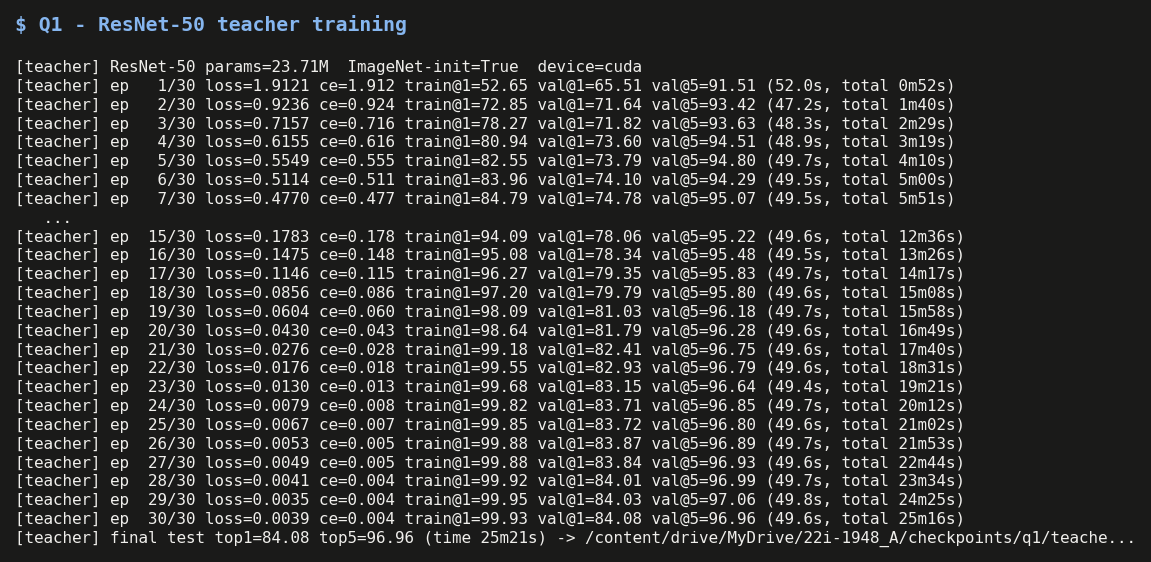 $ Q1 - ResNet-50 teacher training
[teacher] ResNet-50 params=23.71M  ImageNet-init=True  device=cuda
[teacher] ep   1/30 loss=1.9121 ce=1.912 train@1=52.65 val@1=65.51 val@5=91.51 (52.0s, total 0m52s)
[teacher] ep   2/30 loss=0.9236 ce=0.924 train@1=72.85 val@1=71.64 val@5=93.42 (47.2s, total 1m40s)
[teacher] ep   3/30 loss=0.7157 ce=0.716 train@1=78.27 val@1=71.82 val@5=93.63 (48.3s, total 2m29s)
[teacher] ep   4/30 loss=0.6155 ce=0.616 train@1=80.94 val@1=73.60 val@5=94.51 (48.9s, total 3m19s)
[teacher] ep   5/30 loss=0.5549 ce=0.555 train@1=82.55 val@1=73.79 val@5=94.80 (49.7s, total 4m10s)
[teacher] ep   6/30 loss=0.5114 ce=0.511 train@1=83.96 val@1=74.10 val@5=94.29 (49.5s, total 5m00s)
[teacher] ep   7/30 loss=0.4770 ce=0.477 train@1=84.79 val@1=74.78 val@5=95.07 (49.5s, total 5m51s)
   ...
[teacher] ep  15/30 loss=0.1783 ce=0.178 train@1=94.09 val@1=78.06 val@5=95.22 (49.6s, total 12m36s)
[teacher] ep  16/30 loss=0.1475 ce=0.148 train@1=95.08 val@1=78.34 val@5=95.48 (49.5s, total 13m26s)
[teacher] ep  17/30 loss=0.1146 ce=0.115 train@1=96.27 val@1=79.35 val@5=95.83 (49.7s, total 14m17s)
[teacher] ep  18/30 loss=0.0856 ce=0.086 train@1=97.20 val@1=79.79 val@5=95.80 (49.6s, total 15m08s)
[teacher] ep  19/30 loss=0.0604 ce=0.060 train@1=98.09 val@1=81.03 val@5=96.18 (49.7s, total 15m58s)
[teacher] ep  20/30 loss=0.0430 ce=0.043 train@1=98.64 val@1=81.79 val@5=96.28 (49.6s, total 16m49s)
[teacher] ep  21/30 loss=0.0276 ce=0.028 train@1=99.18 val@1=82.41 val@5=96.75 (49.6s, total 17m40s)
[teacher] ep  22/30 loss=0.0176 ce=0.018 train@1=99.55 val@1=82.93 val@5=96.79 (49.6s, total 18m31s)
[teacher] ep  23/30 loss=0.0130 ce=0.013 train@1=99.68 val@1=83.15 val@5=96.64 (49.4s, total 19m21s)
[teacher] ep  24/30 loss=0.0079 ce=0.008 train@1=99.82 val@1=83.71 val@5=96.85 (49.7s, total 20m12s)
[teacher] ep  25/30 loss=0.0067 ce=0.007 train@1=99.85 val@1=83.72 val@5=96.80 (49.6s, total 21m02s)
[teacher] ep  26/30 loss=0.0053 ce=0.005 train@1=99.88 val@1=83.87 val@5=96.89 (49.7s, total 21m53s)
[teacher] ep  27/30 loss=0.0049 ce=0.005 train@1=99.88 val@1=83.84 val@5=96.93 (49.6s, total 22m44s)
[teacher] ep  28/30 loss=0.0041 ce=0.004 train@1=99.92 val@1=84.01 val@5=96.99 (49.7s, total 23m34s)
[teacher] ep  29/30 loss=0.0035 ce=0.004 train@1=99.95 val@1=84.03 val@5=97.06 (49.8s, total 24m25s)
[teacher] ep  30/30 loss=0.0039 ce=0.004 train@1=99.93 val@1=84.08 val@5=96.96 (49.6s, total 25m16s)
[teacher] final test top1=84.08 top5=96.96 (time 25m21s) -> /content/drive/MyDrive/22i-1948_A/checkpoints/q1/teache...